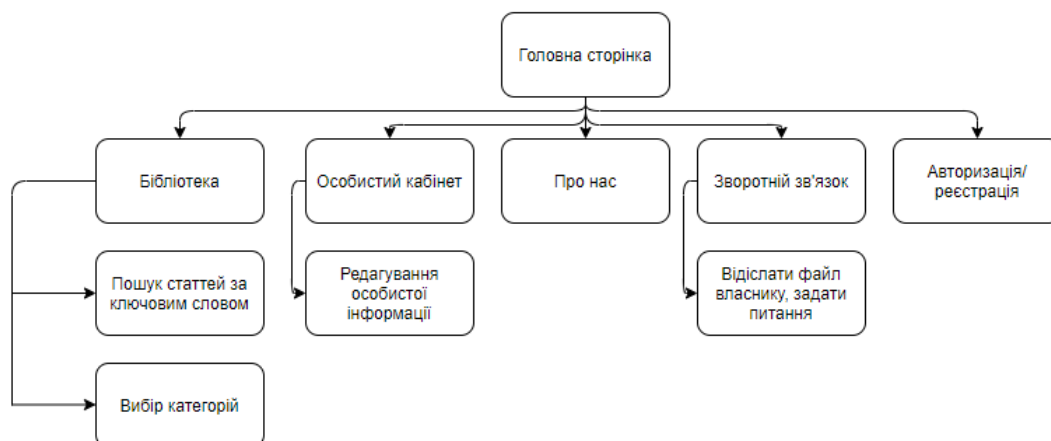 Головна сторінка
Бібліотека
Особистий кабінет
Про нас
Зворотній зв'язок
Авторизація/
реєстрація
Пошук статтей за
ключовим словом
Редагування
особистої
інформації
Відіслати файл
власнику, задати
питання
Вибір категорій